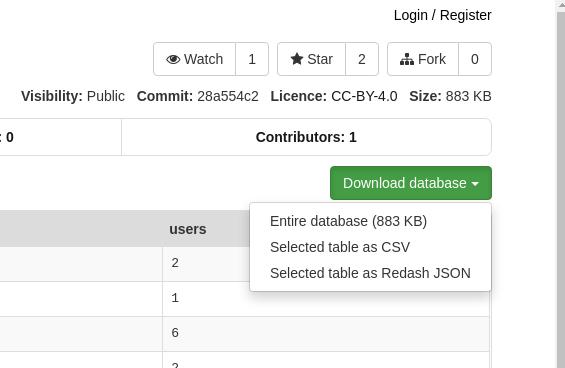 Login / Register
Watch 1 Star 2 Fork 0
Visibility: Public Commit: 28a554c2 Licence: CC-BY-4.0 Size: 883 KB
: 0 Contributors: 1
Download database
Entire database (883 KB)
users
Selected table as CSV
2
Selected table as Redash JSON
1
6
2